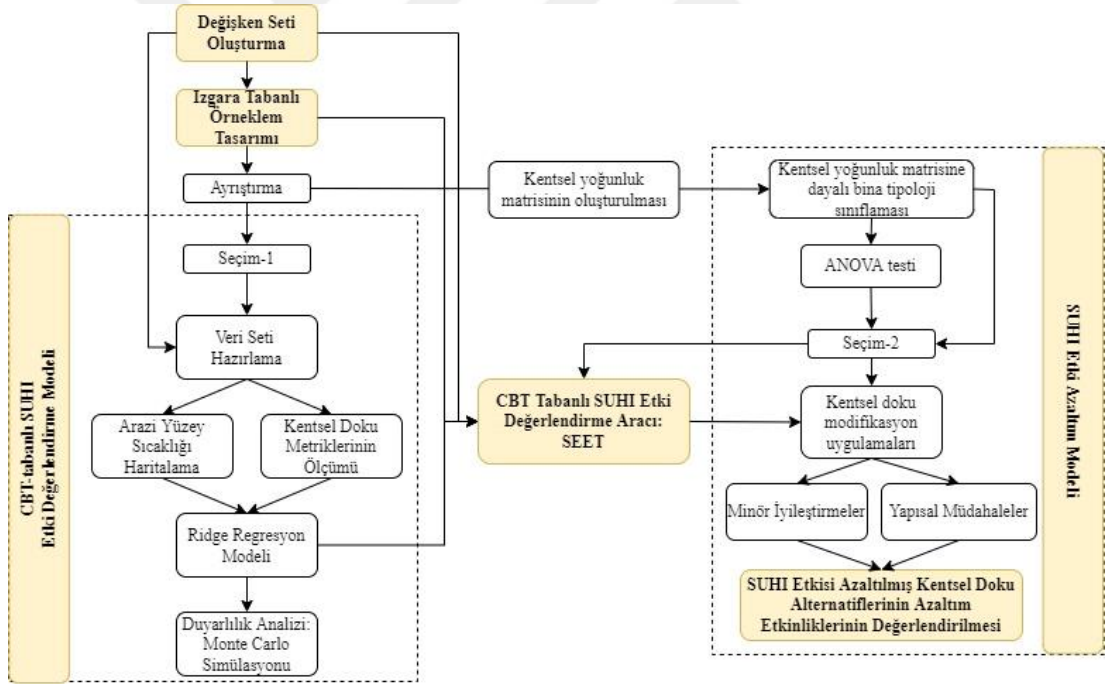 Değişken Seti
Oluşturma
Izgara Tabanlı
Örneklem
Tasarımı
Ayrıştırma
Seçim-1
Veri Seti
Hazırlama
Arazi Yüzey
Sıcaklığı
Haritalama
Kentsel Doku
Metriklerinin
Ölçümü
Ridge Regresyon
Modeli
Duyarlılık Analizi:
Monte Carlo
Simülasyonu
CBT-tabanlı SUHI
Etki Değerlendirme Modeli
Kentsel yoğunluk
matrisinin oluşturulması
CBT Tabanlı SUHI Etki
Değerlendirme Aracı:
SEET
Kentsel yoğunluk matrisine
dayalı bina tipoloji
sınıflaması
ANOVA testi
Seçim-2
Kentsel doku
modifikasyon
uygulamaları
Minör İyileştirmeler
Yapısal Müdahaleler
SUHI Etkisi Azaltılmış Kentsel Doku
Alternatiflerinin Azaltım
Etkinliklerinin Değerlendirilmesi
SUHI Etki Azaltım Modeli